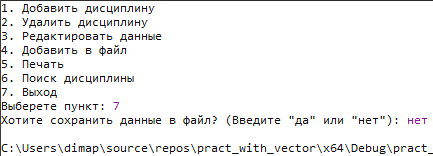 1. Добавить дисциплину
2. Удалить дисциплину
3. Редактировать данные
4. Добавить в файл
5. Печать
6. Поиск дисциплины
7. Выход
Выберете пункт: 7
Хотите сохранить данные в файл? (Введите "да" или "нет"): нет
C:\Users\dimap\source\repos\pract_with_vector\x64\Debug\pract_